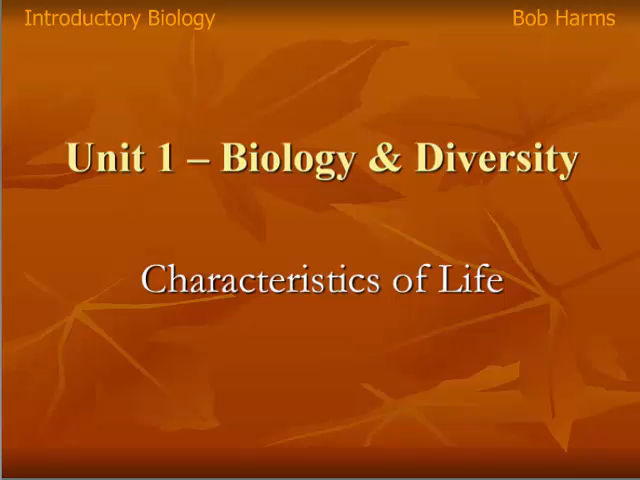 Introductory Biology
Bob Harms
Unit 1 – Biology & Diversity
Characteristics of Life